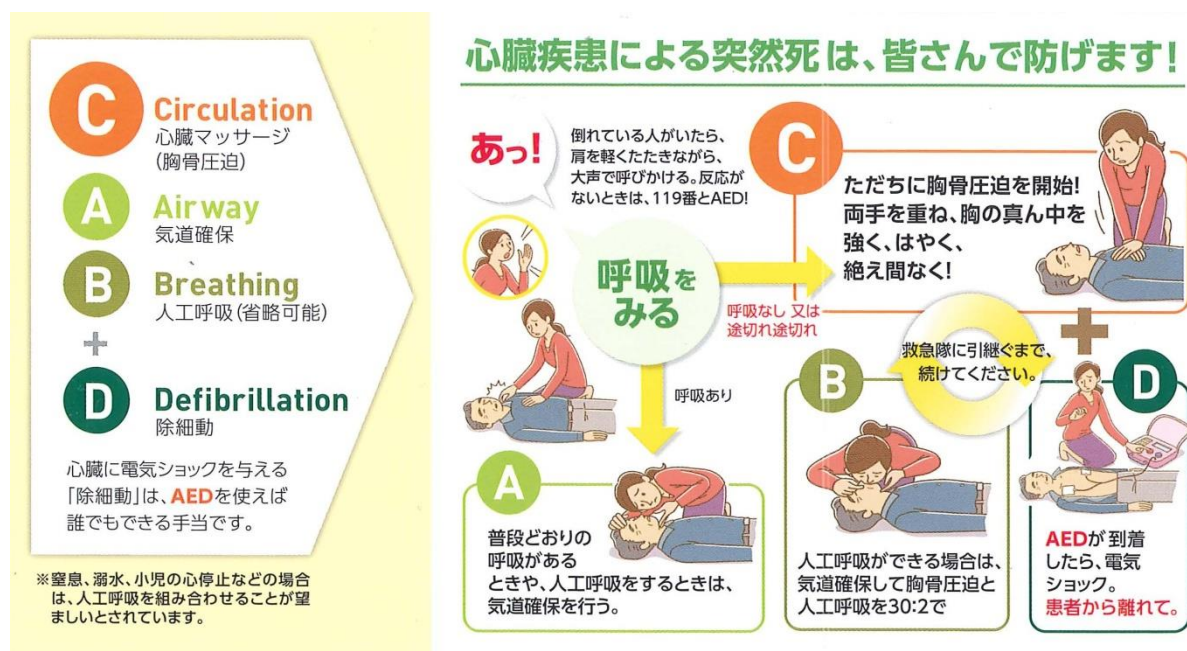 C
Circulation
心臓マッサージ
(胸骨圧迫)
A
Airway
気道確保
B
Breathing
人工呼吸(省略可能)
+
D
Defibrillation
除細動
心臓に電気ショックを与える
「除細動」は、AEDを使えば
誰でもできる手当です。
※窒息、溺水、小児の心停止などの場合
は、人工呼吸を組み合わせることが望
ましいとされています。
心臓疾患による突然死は、皆さんで防げます!
あっ!
倒れている人がいたら、
肩を軽くたたきながら、
大声で呼びかける。反応が
ないときは、119番とAED!
呼吸を
みる
呼吸なし 又は
途切れ途切れ
C
ただちに胸骨圧迫を開始!
両手を重ね、胸の真ん中を
強く、はやく、
絶え間なく!
呼吸あり
救急隊に引継ぐまで、
続けてください。
+
A
普段どおりの
呼吸がある
ときや、人工呼吸をするときは、
気道確保を行う。
B
人工呼吸ができる場合は、
気道確保して胸骨圧迫と
人工呼吸を30:2で
D
AEDが到着
したら、電気
ショック。
患者から離れて。